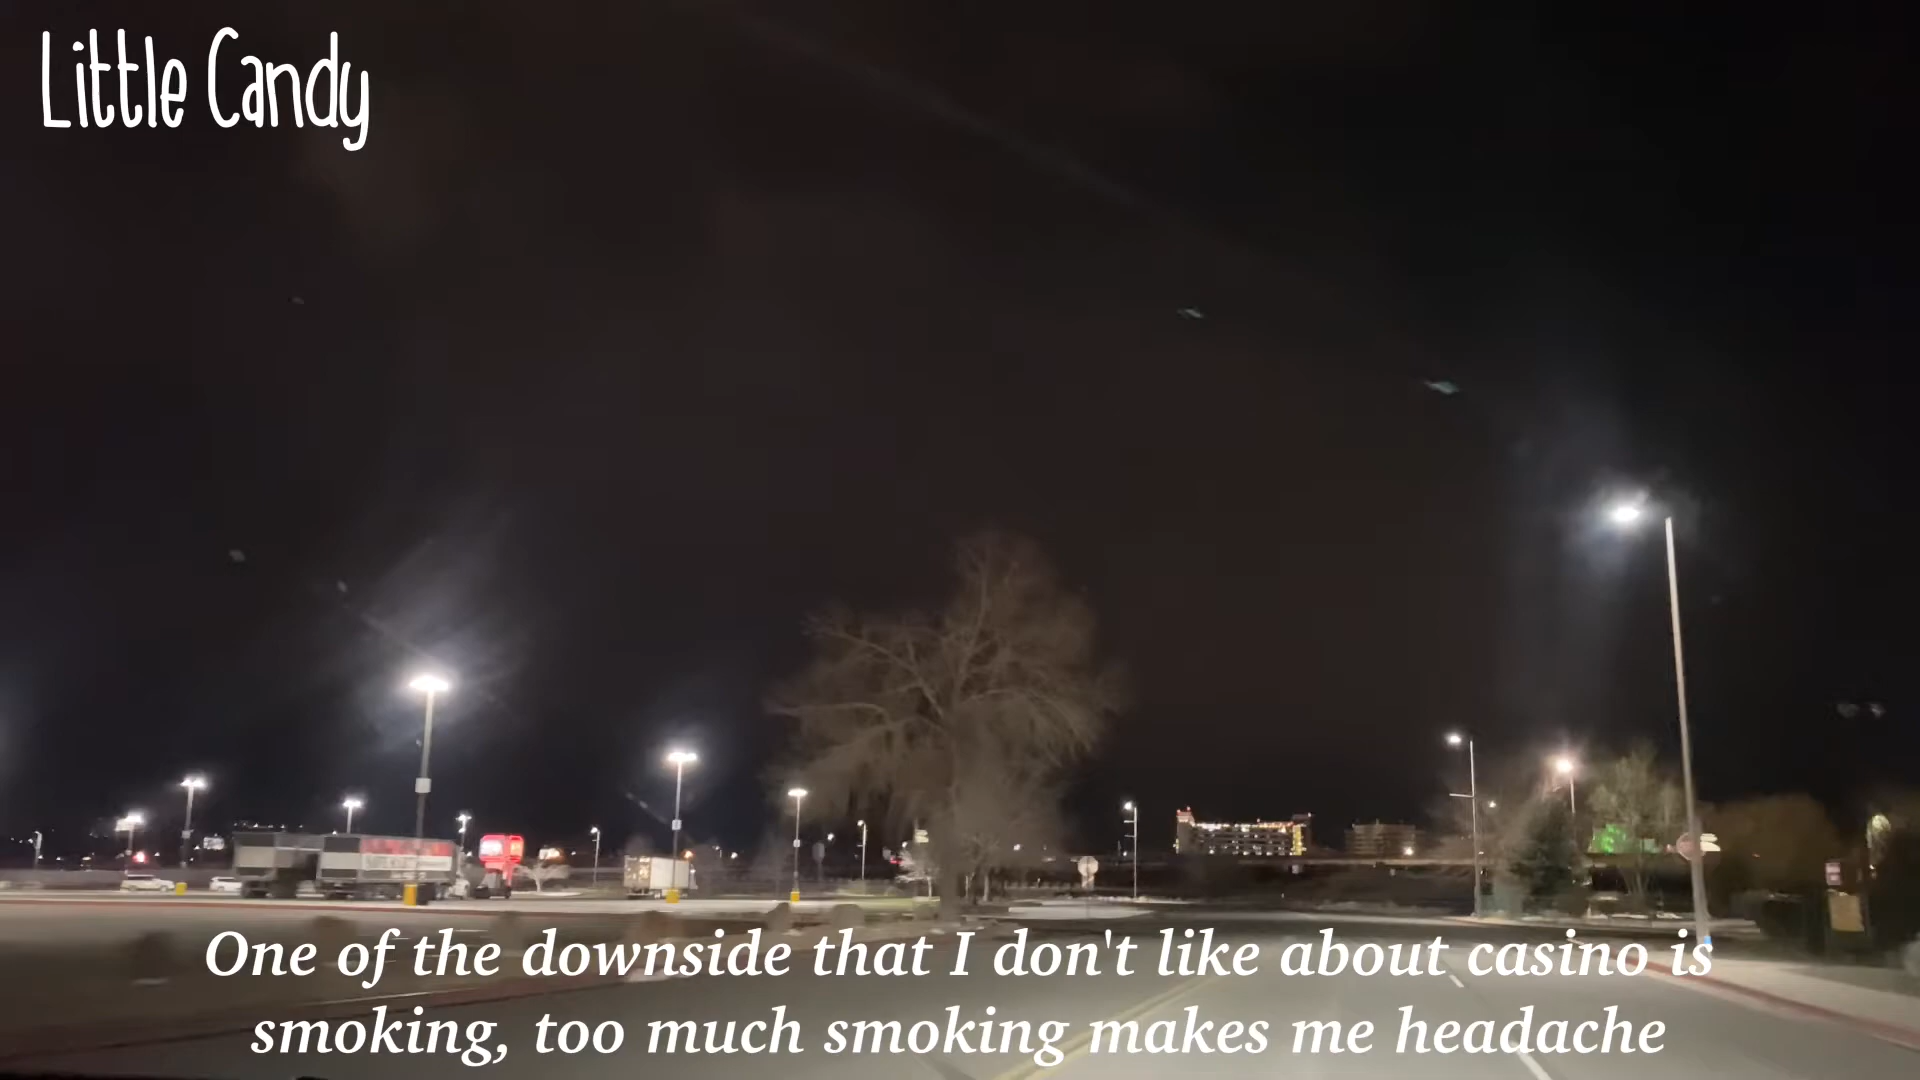 Little Candy
One of the downside that I don't like about casino is
smoking, too much smoking makes me headache